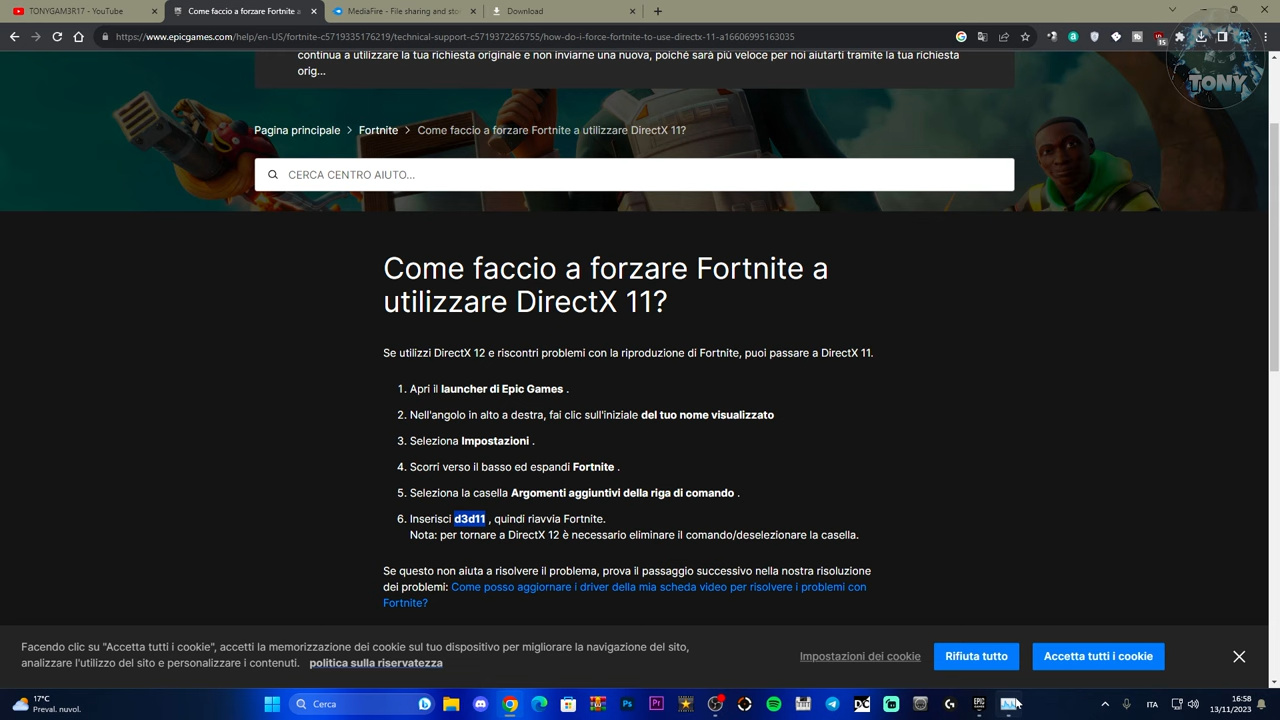 TONYGAM3R17 - YouTube
Come faccio a forzare Fortnite a
MediaFire - File sharing and sto
Download
https://www.epicgames.com/help/en-US/fortnite-c5719335176219/technical-support-c5719372265755/how-do-i-force-fortnite-to-use-directx-11-a16606995163035
15
TONY
continua a utilizzare la tua richiesta originale e non inviarne una nuova, poiché sarà più veloce per noi aiutarti tramite la tua richiesta
orig...
Pagina principale > Fortnite > Come faccio a forzare Fortnite a utilizzare DirectX 11?
CERCA CENTRO AIUTO...
Come faccio a forzare Fortnite a
utilizzare DirectX 11?
Se utilizzi DirectX 12 e riscontri problemi con la riproduzione di Fortnite, puoi passare a DirectX 11.
1. Apri il launcher di Epic Games .
2. Nell'angolo in alto a destra, fai clic sull'iniziale del tuo nome visualizzato
3. Seleziona Impostazioni .
4. Scorri verso il basso ed espandi Fortnite .
5. Seleziona la casella Argomenti aggiuntivi della riga di comando .
6. Inserisci d3d11 , quindi riavvia Fortnite.
Nota: per tornare a DirectX 12 è necessario eliminare il comando/deselezionare la casella.
Se questo non aiuta a risolvere il problema, prova il passaggio successivo nella nostra risoluzione
dei problemi: Come posso aggiornare i driver della mia scheda video per risolvere i problemi con
Fortnite?
Facendo clic su "Accetta tutti i cookie", accetti la memorizzazione dei cookie sul tuo dispositivo per migliorare la navigazione del sito,
analizzare l'utilizzo del sito e personalizzare i contenuti. politica sulla riservatezza
Impostazioni dei cookie
Rifiuta tutto
Accetta tutti i cookie
17°C
Preval. nuvol.
Cerca
Ps
Pr
DC
EPIC
ITA
16:58
13/11/2023